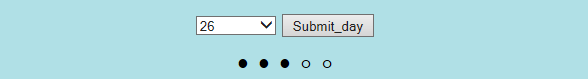 26 Submit_day
● ● ● ○ ○